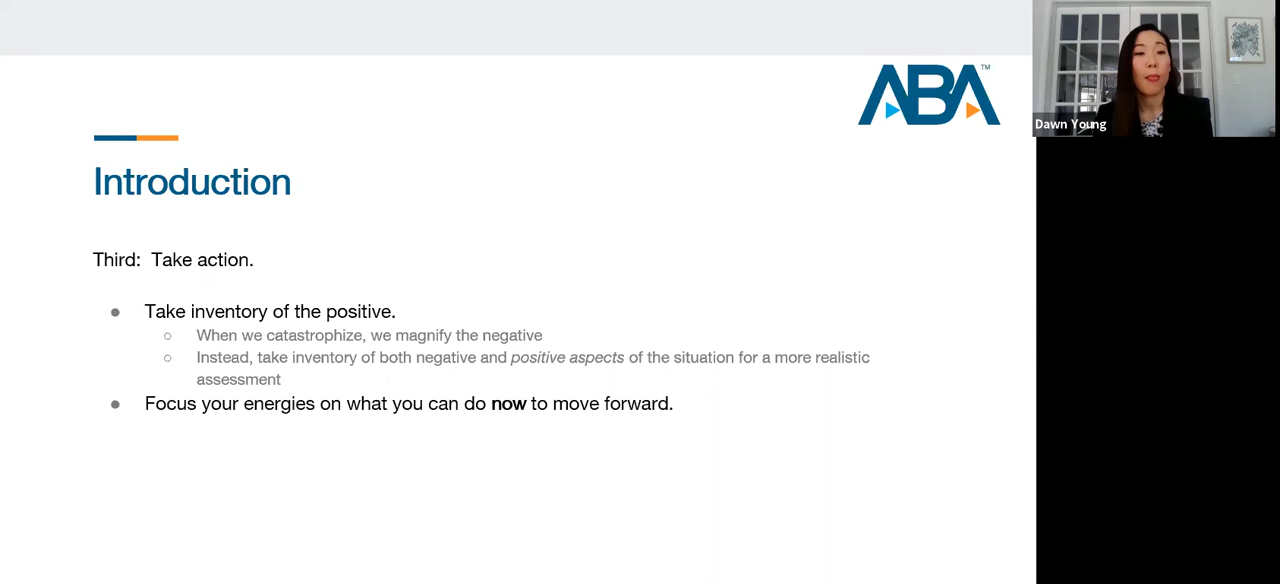 ABA™
Dawn Young
Introduction
Third: Take action.
● Take inventory of the positive.
○ When we catastrophize, we magnify the negative
○ Instead, take inventory of both negative and positive aspects of the situation for a more realistic
assessment
● Focus your energies on what you can do now to move forward.